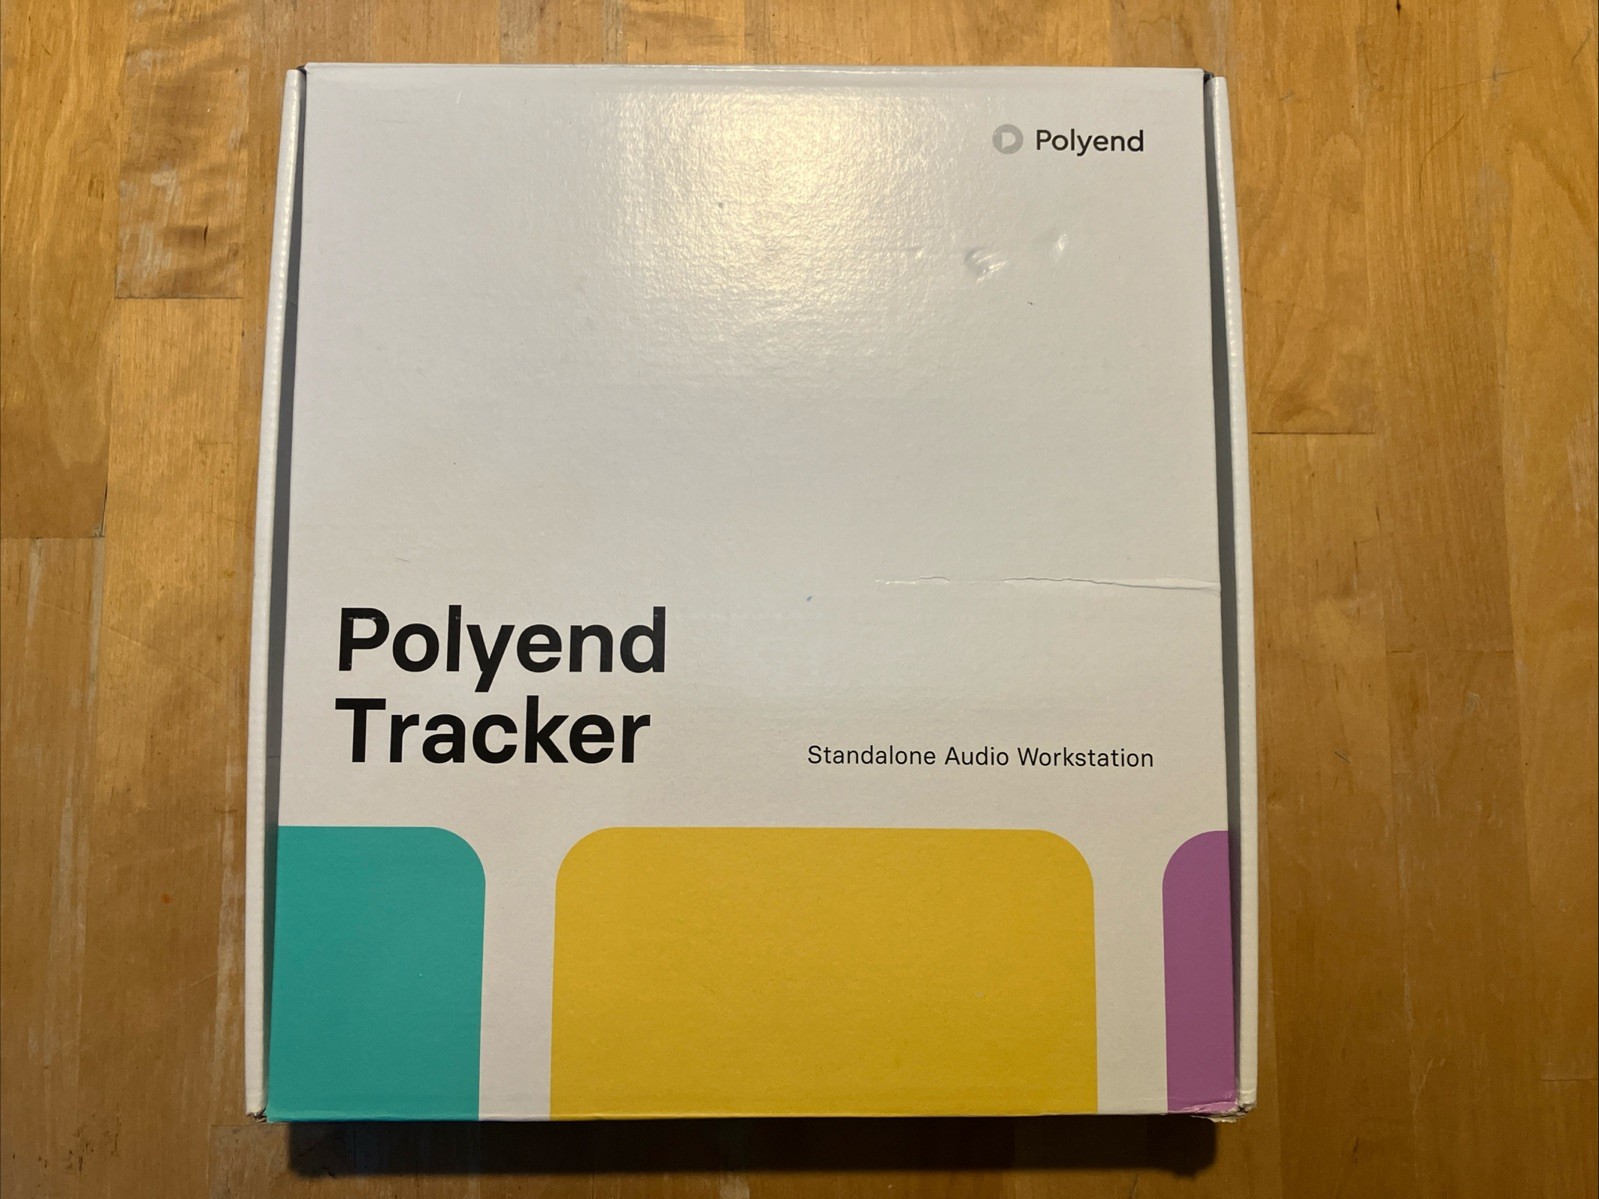 Polyend
Polyend
Tracker
Standalone Audio Workstation